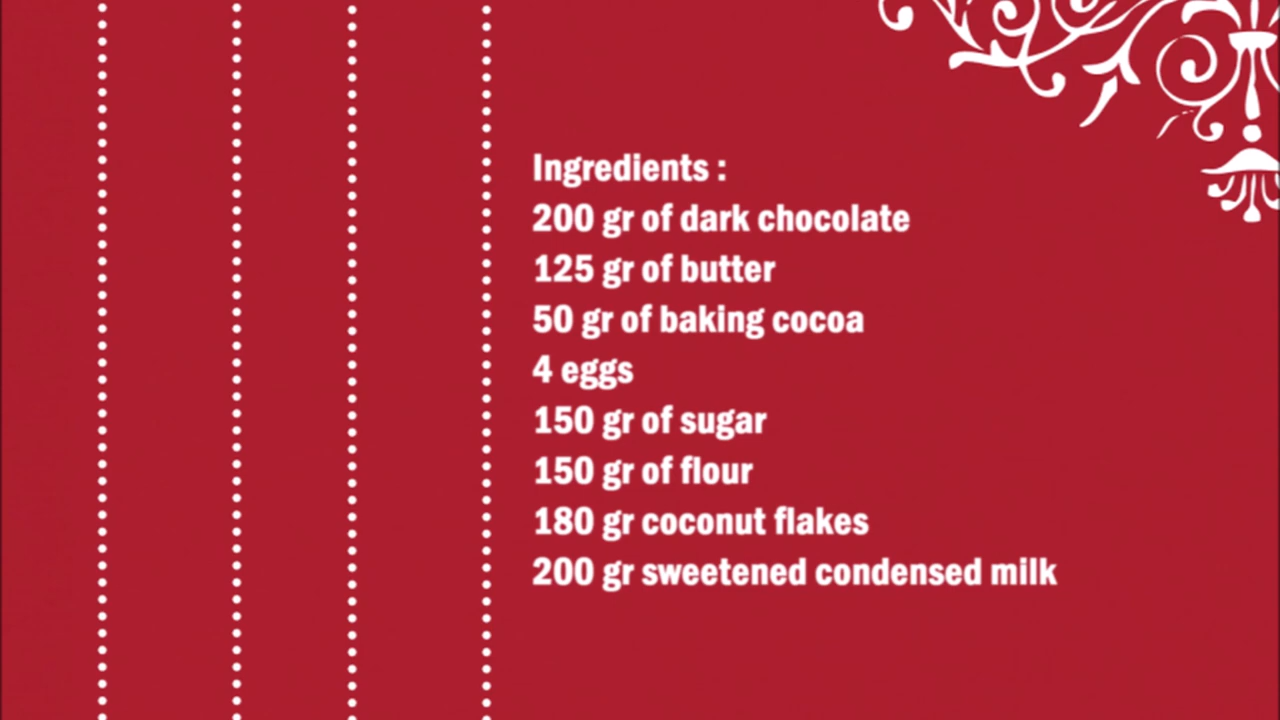 Ingredients :
200 gr of dark chocolate
125 gr of butter
50 gr of baking cocoa
4 eggs
150 gr of sugar
150 gr of flour
180 gr coconut flakes
200 gr sweetened condensed milk